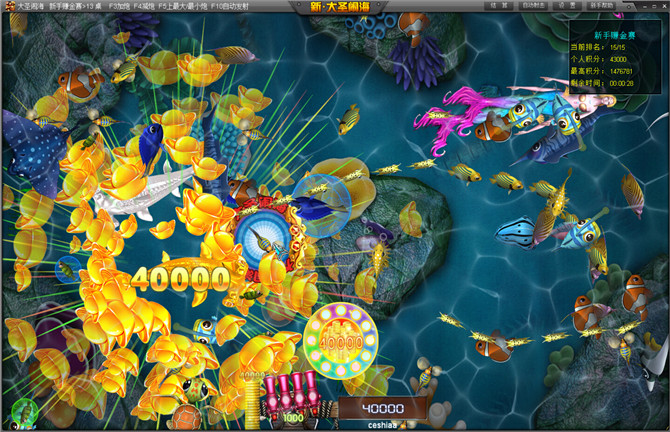 大圣闹海 新手赚金赛>13 桌 F3加炮 F4减炮 F5上最大/最小炮 F10自动发射
新·大圣闹海
结 算 自动射击 设 置 新手帮助
新手赚金赛
当前排名：15/15
个人积分：43000
最高积分：1476781
剩余时间：00:00:28
40000
40000
40000
1000
40000
ceshiaa